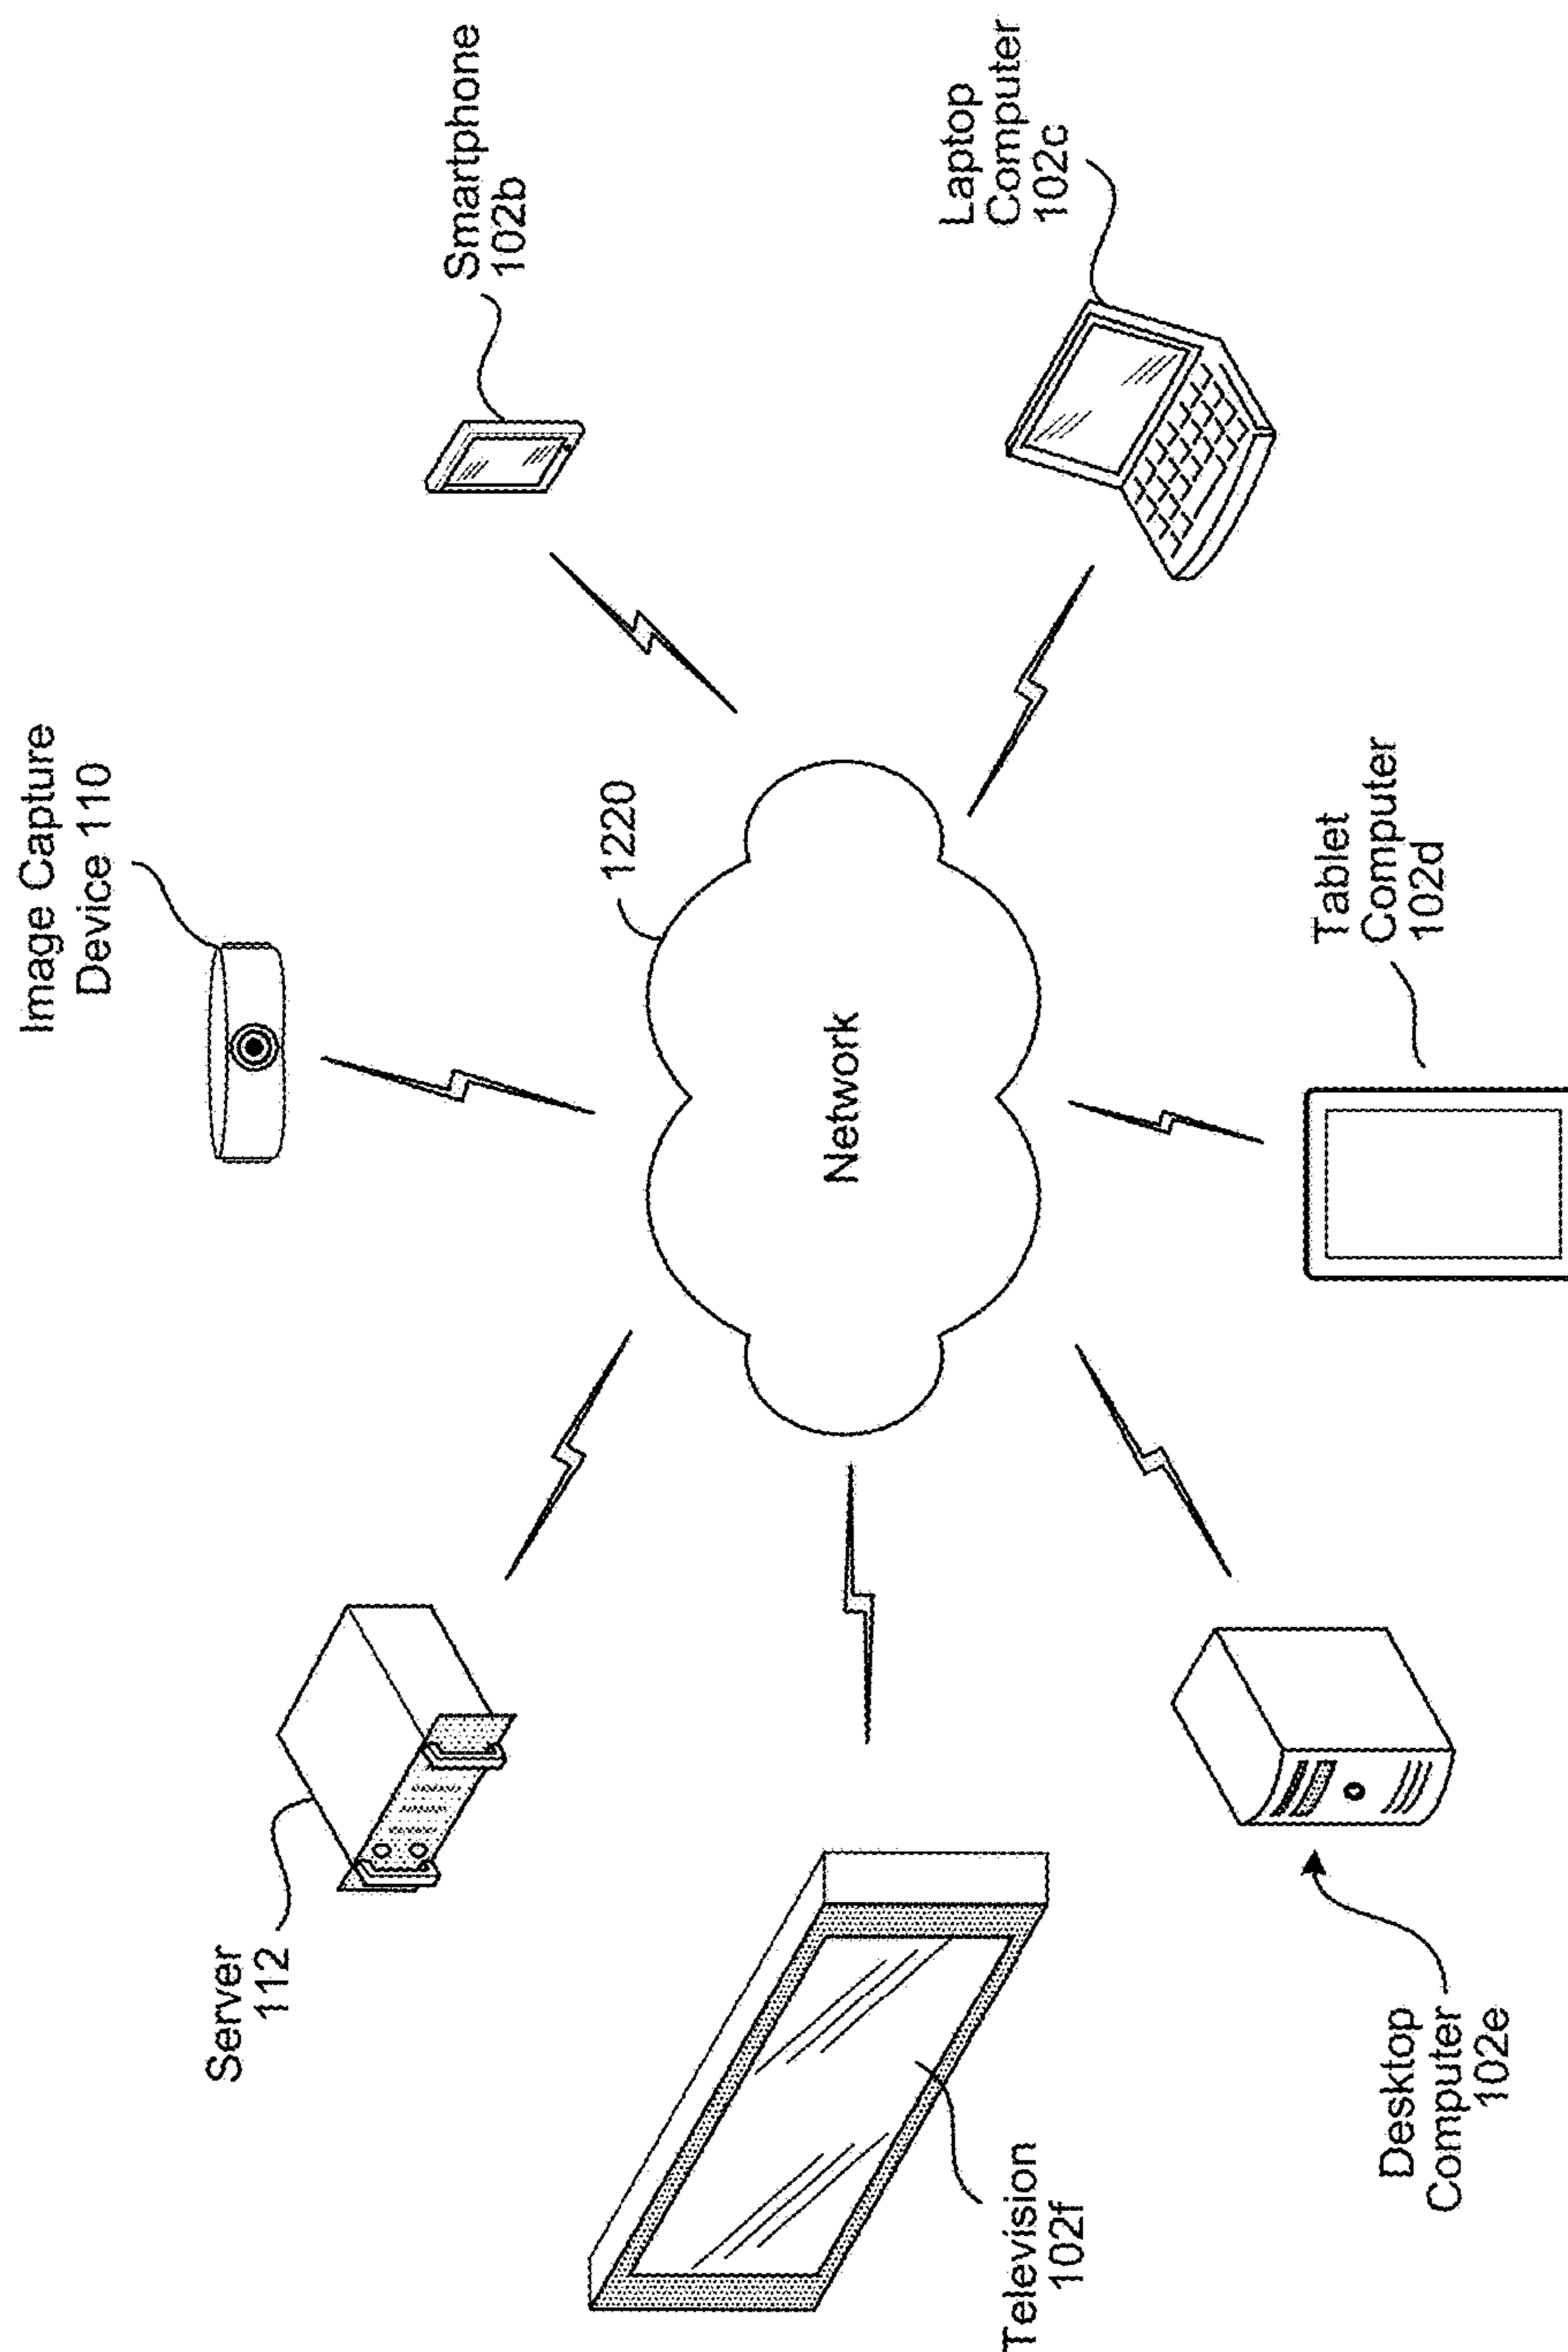 Image Capture
Device 110
Smartphone
102b
Server
112
1220
Network
Laptop
Computer
102c
Television
102f
Tablet
Computer
102d
Desktop
Computer
102e